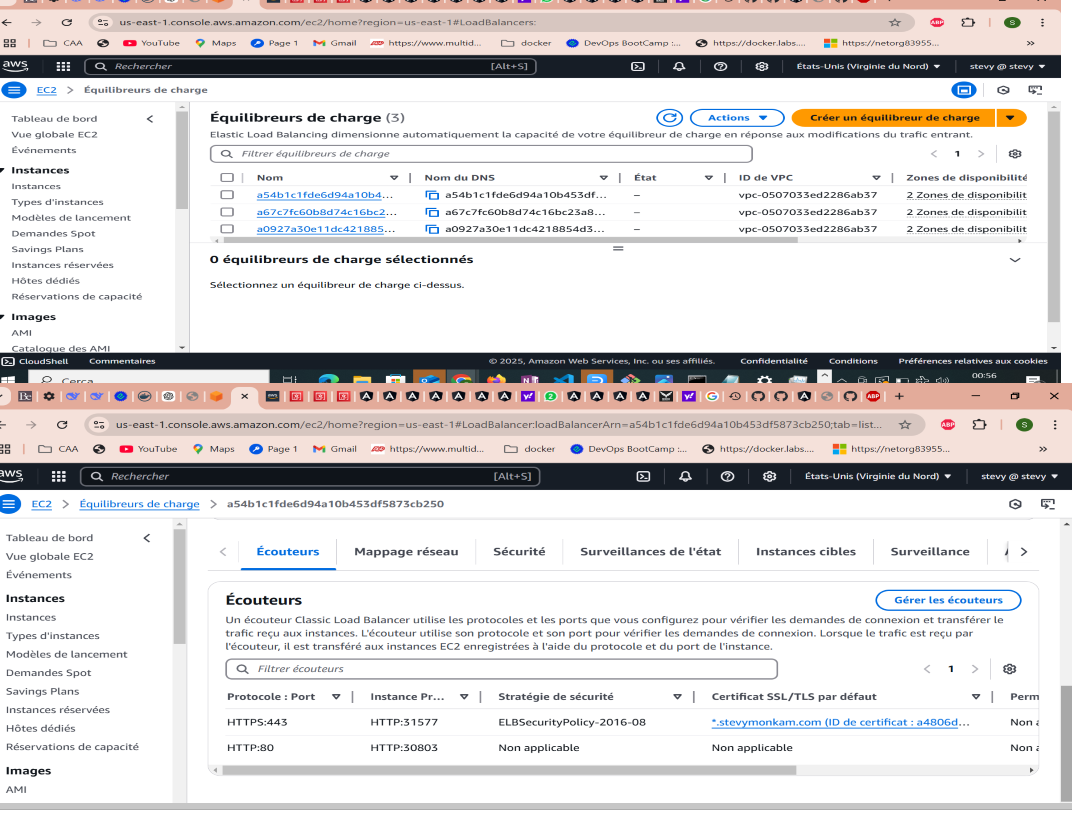 us-east-1.console.aws.amazon.com/ec2/home?region=us-east-1#LoadBalancers:
CAA YouTube Maps Page 1 Gmail https://www.multid... docker DevOps BootCamp :... https://docker.labs.... https://netorg83955... »
aws Rechercher [Alt+S] États-Unis (Virginie du Nord) stevy @ stevy
EC2 > Équilibreurs de charge
Tableau de bord
Vue globale EC2
Événements
Instances
Instances
Types d'instances
Modèles de lancement
Demandes Spot
Savings Plans
Instances réservées
Hôtes dédiés
Réservations de capacité
Images
AMI
Catalogue des AMI
Équilibreurs de charge (3) Actions Créer un équilibreur de charge
Elastic Load Balancing dimensionne automatiquement la capacité de votre équilibreur de charge en réponse aux modifications du trafic entrant.
Filtrer équilibreurs de charge < 1 >
Nom Nom du DNS État ID de VPC Zones de disponibilité
a54b1c1fde6d94a10b4... a54b1c1fde6d94a10b453df... – vpc-0507033ed2286ab37 2 Zones de disponibilit
a67c7fc60b8d74c16bc2... a67c7fc60b8d74c16bc23a8... – vpc-0507033ed2286ab37 2 Zones de disponibilit
a0927a30e11dc421885... a0927a30e11dc4218854d3... – vpc-0507033ed2286ab37 2 Zones de disponibilit
0 équilibreurs de charge sélectionnés
Sélectionnez un équilibreur de charge ci-dessus.
CloudShell Commentaires © 2025, Amazon Web Services, Inc. ou ses affiliés. Confidentialité Conditions Préférences relatives aux cookies
Cerca 00:56
us-east-1.console.aws.amazon.com/ec2/home?region=us-east-1#LoadBalancer:loadBalancerArn=a54b1c1fde6d94a10b453df5873cb250;tab=list...
CAA YouTube Maps Page 1 Gmail https://www.multid... docker DevOps BootCamp :... https://docker.labs.... https://netorg83955... »
aws Rechercher [Alt+S] États-Unis (Virginie du Nord) stevy @ stevy
EC2 > Équilibreurs de charge > a54b1c1fde6d94a10b453df5873cb250
Tableau de bord
Vue globale EC2
Événements
Instances
Instances
Types d'instances
Modèles de lancement
Demandes Spot
Savings Plans
Instances réservées
Hôtes dédiés
Réservations de capacité
Images
AMI
Écouteurs Mappage réseau Sécurité Surveillances de l'état Instances cibles Surveillance
Écouteurs Gérer les écouteurs
Un écouteur Classic Load Balancer utilise les protocoles et les ports que vous configurez pour vérifier les demandes de connexion et transférer le
trafic reçu aux instances. L'écouteur utilise son protocole et son port pour vérifier les demandes de connexion. Lorsque le trafic est reçu par
l'écouteur, il est transféré aux instances EC2 enregistrées à l'aide du protocole et du port de l'instance.
Filtrer écouteurs < 1 >
Protocole : Port Instance Pr... Stratégie de sécurité Certificat SSL/TLS par défaut Perm
HTTPS:443 HTTP:31577 ELBSecurityPolicy-2016-08 *.stevymonkam.com (ID de certificat : a4806d... Non
HTTP:80 HTTP:30803 Non applicable Non applicable Non